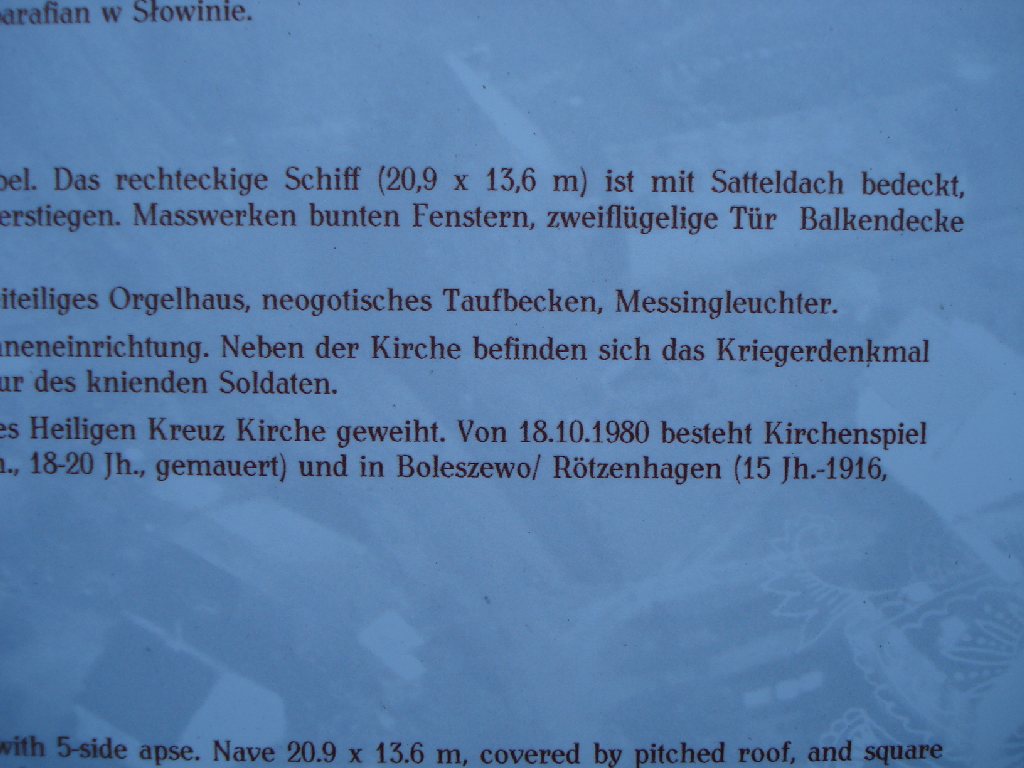 parafian w Słowinie.
bel. Das rechteckige Schiff (20,9 x 13,6 m) ist mit Satteldach bedeckt,
erstiegen. Masswerken bunten Fenstern, zweiflügelige Tür Balkendecke
iteiliges Orgelhaus, neogotisches Taufbecken, Messingleuchter.
nneneinrichtung. Neben der Kirche befinden sich das Kriegerdenkmal
ur des knienden Soldaten.
es Heiligen Kreuz Kirche geweiht. Von 18.10.1980 besteht Kirchenspiel
h., 18-20 Jh., gemauert) und in Boleszewo/ Rötzenhagen (15 Jh.-1916,
with 5-side apse. Nave 20.9 x 13.6 m, covered by pitched roof, and square